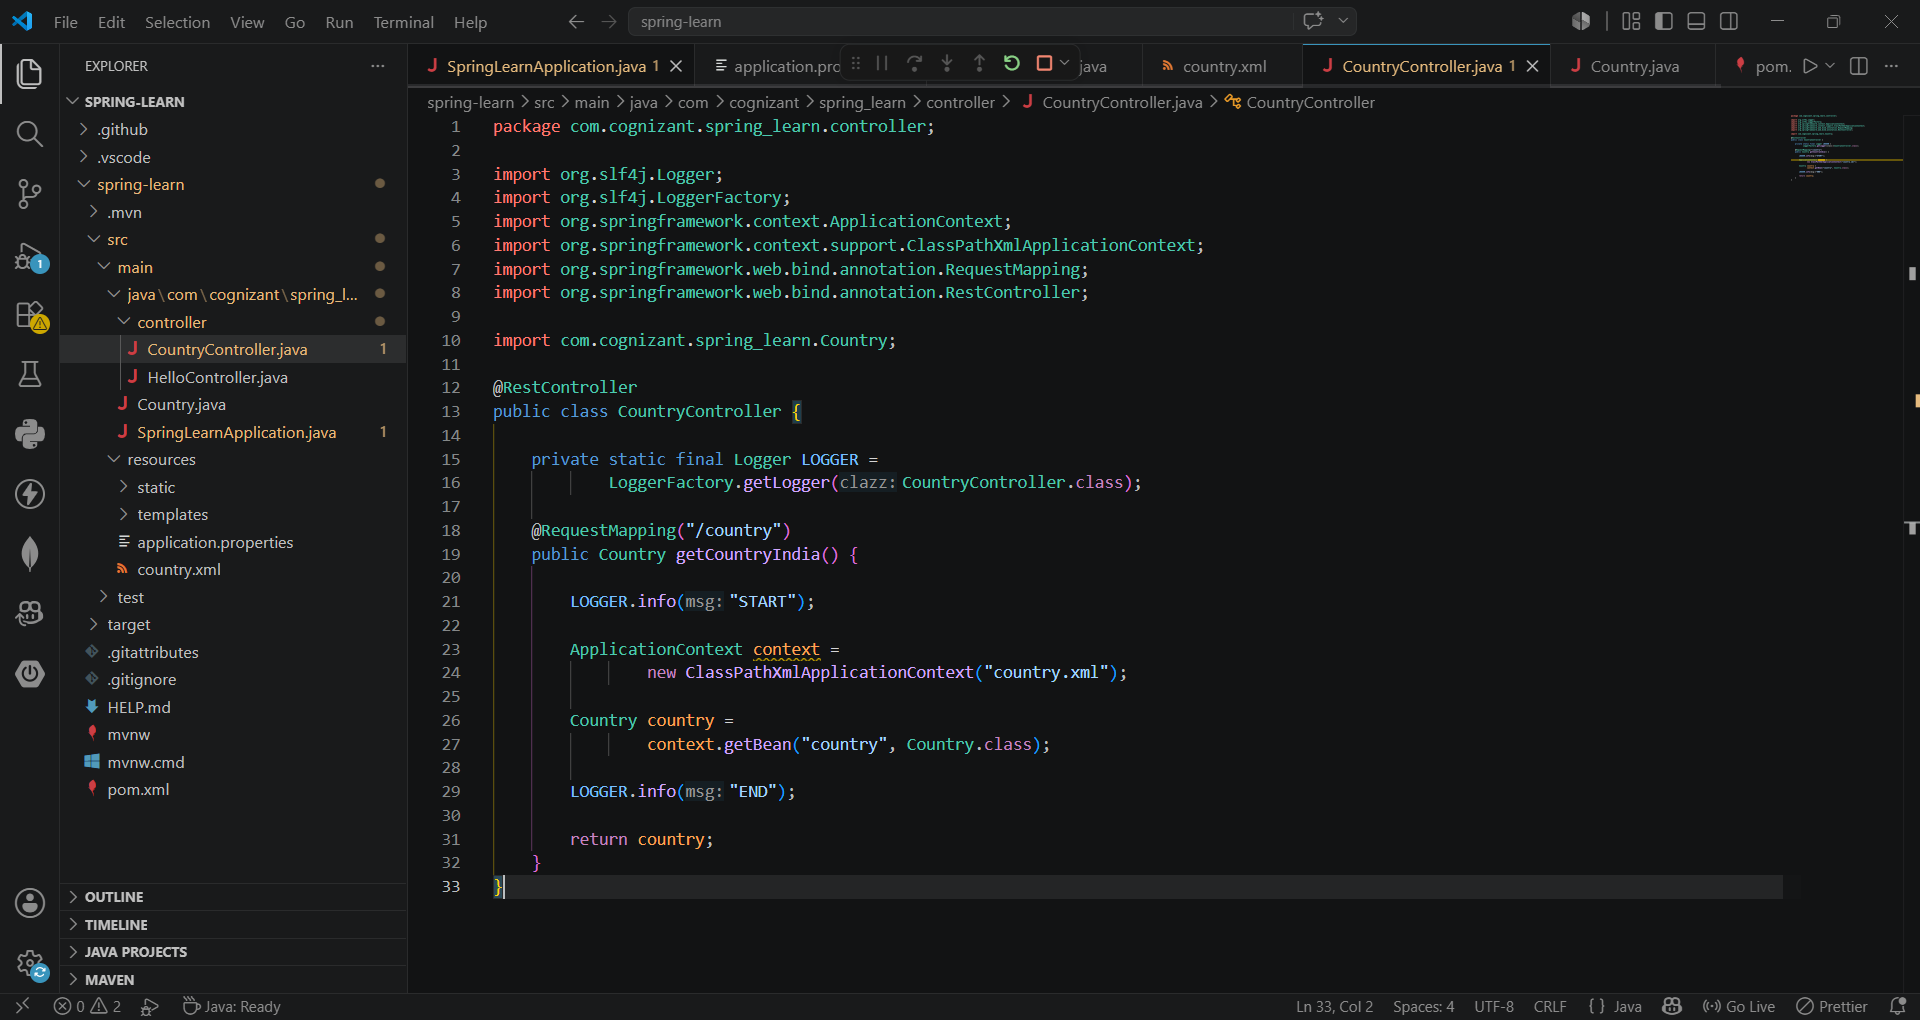 File Edit Selection View Go Run Terminal Help
spring-learn
EXPLORER
SPRING-LEARN
.github
.vscode
spring-learn
.mvn
src
main
java\com\cognizant\spring_l...
controller
CountryController.java 1
HelloController.java
Country.java
SpringLearnApplication.java 1
resources
static
templates
application.properties
country.xml
test
target
.gitattributes
.gitignore
HELP.md
mvnw
mvnw.cmd
pom.xml
OUTLINE
TIMELINE
JAVA PROJECTS
MAVEN
1
SpringLearnApplication.java 1
application.pro
java
country.xml
CountryController.java 1
Country.java
pom.
spring-learn > src > main > java > com > cognizant > spring_learn > controller > CountryController.java > CountryController
1 package com.cognizant.spring_learn.controller;
2
3 import org.slf4j.Logger;
4 import org.slf4j.LoggerFactory;
5 import org.springframework.context.ApplicationContext;
6 import org.springframework.context.support.ClassPathXmlApplicationContext;
7 import org.springframework.web.bind.annotation.RequestMapping;
8 import org.springframework.web.bind.annotation.RestController;
9
10 import com.cognizant.spring_learn.Country;
11
12 @RestController
13 public class CountryController {
14
15 private static final Logger LOGGER =
16 LoggerFactory.getLogger(clazz: CountryController.class);
17
18 @RequestMapping("/country")
19 public Country getCountryIndia() {
20
21 LOGGER.info(msg: "START");
22
23 ApplicationContext context =
24 new ClassPathXmlApplicationContext("country.xml");
25
26 Country country =
27 context.getBean("country", Country.class);
28
29 LOGGER.info(msg: "END");
30
31 return country;
32 }
33 }
0 2 Java: Ready
Ln 33, Col 2 Spaces: 4 UTF-8 CRLF { } Java Go Live Prettier